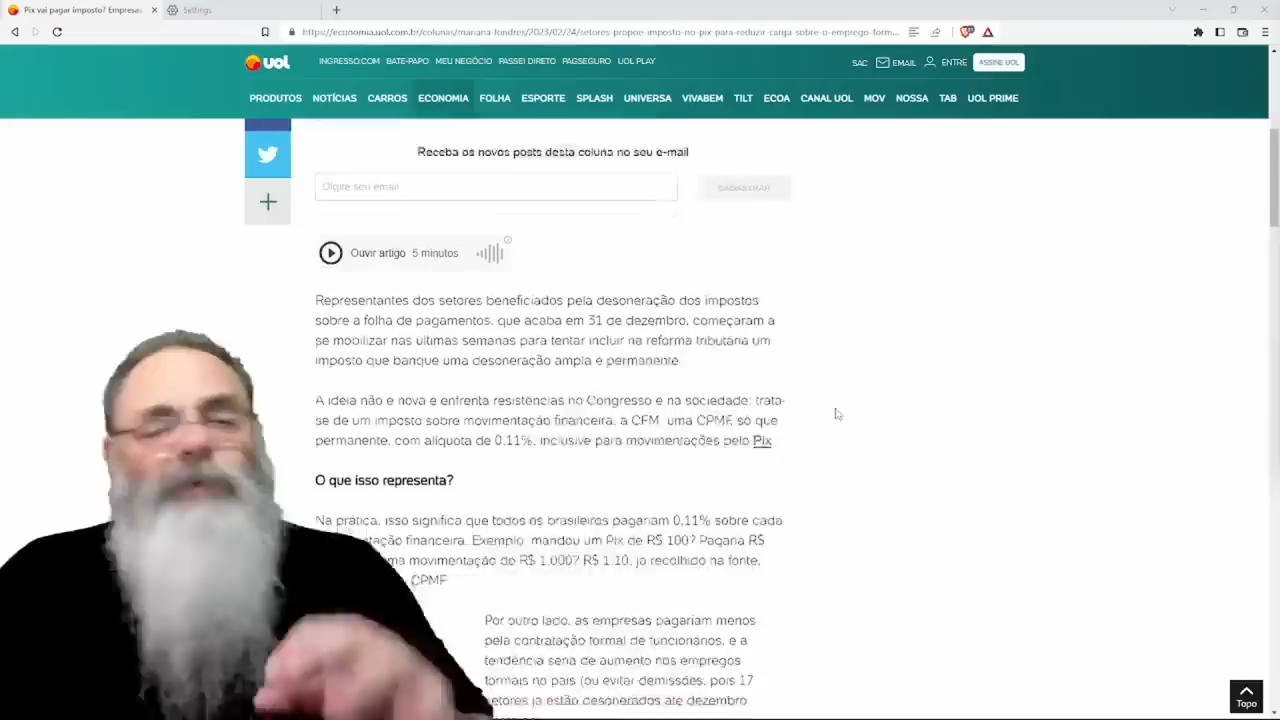 Pix vai pagar imposto? Empresas
Settings
https://economia.uol.com.br/colunas/mariana-londres/2023/02/24/setores-propoe-imposto-no-pix-para-reduzir-carga-sobre-o-emprego-form...
UOL
INGRESSO.COM BATE-PAPO MEU NEGÓCIO PASSEI DIRETO PAGSEGURO UOL PLAY
SAC EMAIL ENTRE ASSINE UOL
PRODUTOS NOTÍCIAS CARROS ECONOMIA FOLHA ESPORTE SPLASH UNIVERSA VIVABEM TILT ECOA CANAL UOL MOV NOSSA TAB UOL PRIME
Receba os novos posts desta coluna no seu e-mail
Digite seu email
CADASTRAR
Ouvir artigo 5 minutos
Representantes dos setores beneficiados pela desoneração dos impostos
sobre a folha de pagamentos, que acaba em 31 de dezembro, começaram a
se mobilizar nas últimas semanas para tentar incluir na reforma tributária um
imposto que banque uma desoneração ampla e permanente.
A ideia não é nova e enfrenta resistências no Congresso e na sociedade: trata-
se de um imposto sobre movimentação financeira, a CFM, uma CPMF só que
permanente, com alíquota de 0,11%, inclusive para movimentações pelo Pix
O que isso representa?
Na prática, isso significa que todos os brasileiros pagariam 0,11% sobre cada
tação financeira. Exemplo: mandou um Pix de R$ 100? Pagaria R$
ma movimentação de R$ 1.000? R$ 1,10, já recolhido na fonte,
CPMF
Por outro lado, as empresas pagariam menos
pela contratação formal de funcionários, e a
tendência seria de aumento nos empregos
formais no país (ou evitar demissões, pois 17
setores já estão desonerados até dezembro
Topo